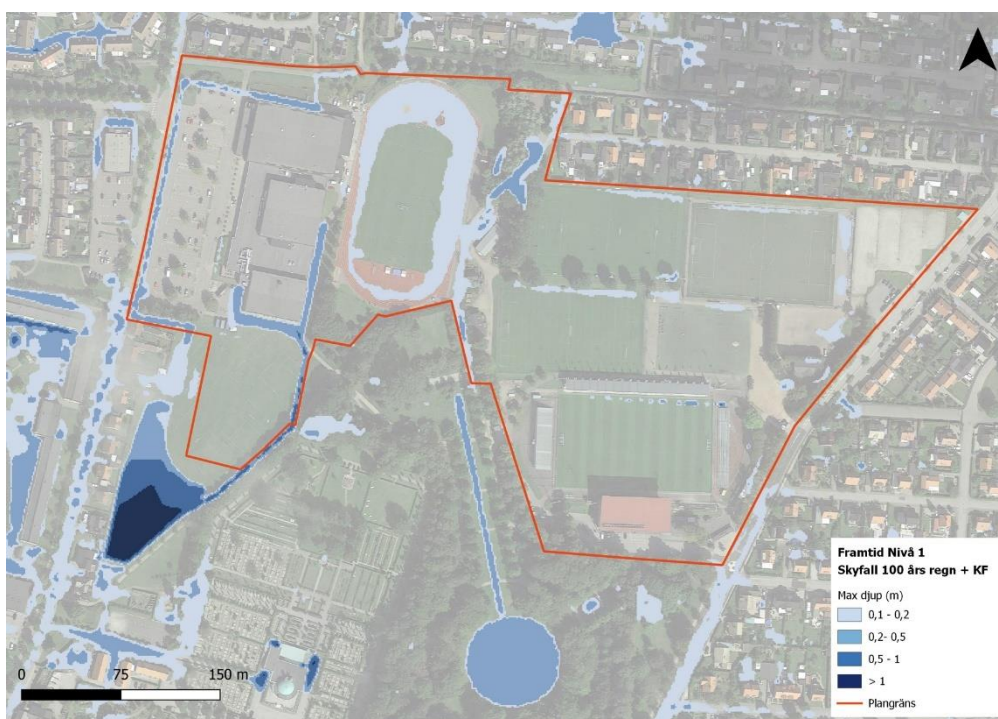 Framtid Nivå 1
Skyfall 100 års regn + KF
Max djup (m)
0,1 - 0,2
0,2- 0,5
0,5 - 1
> 1
Plangräns
0 75 150 m